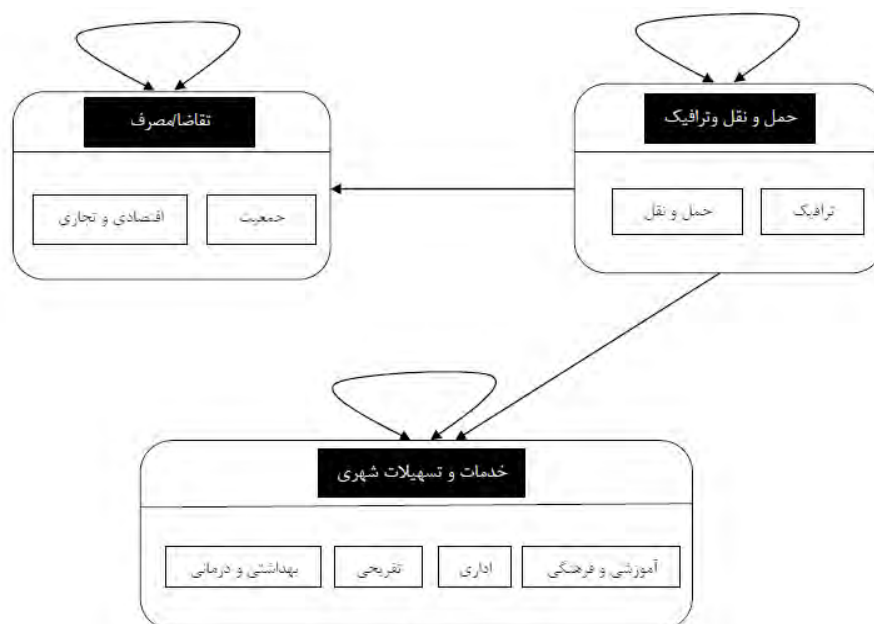 حمل و نقل وترافیک
ترافیک
حمل و نقل
تقاضا/مصرف
جمعیت
اقتصادی و تجاری
خدمات و تسهیلات شهری
آموزشی و فرهنگی
اداری
تفریحی
بهداشتی و درمانی